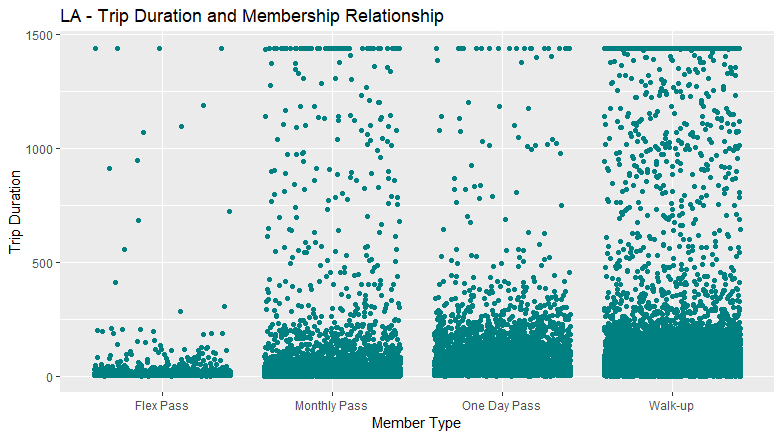 LA - Trip Duration and Membership Relationship
1500
1000
500
0
Trip Duration
Flex Pass
Monthly Pass
One Day Pass
Walk-up
Member Type